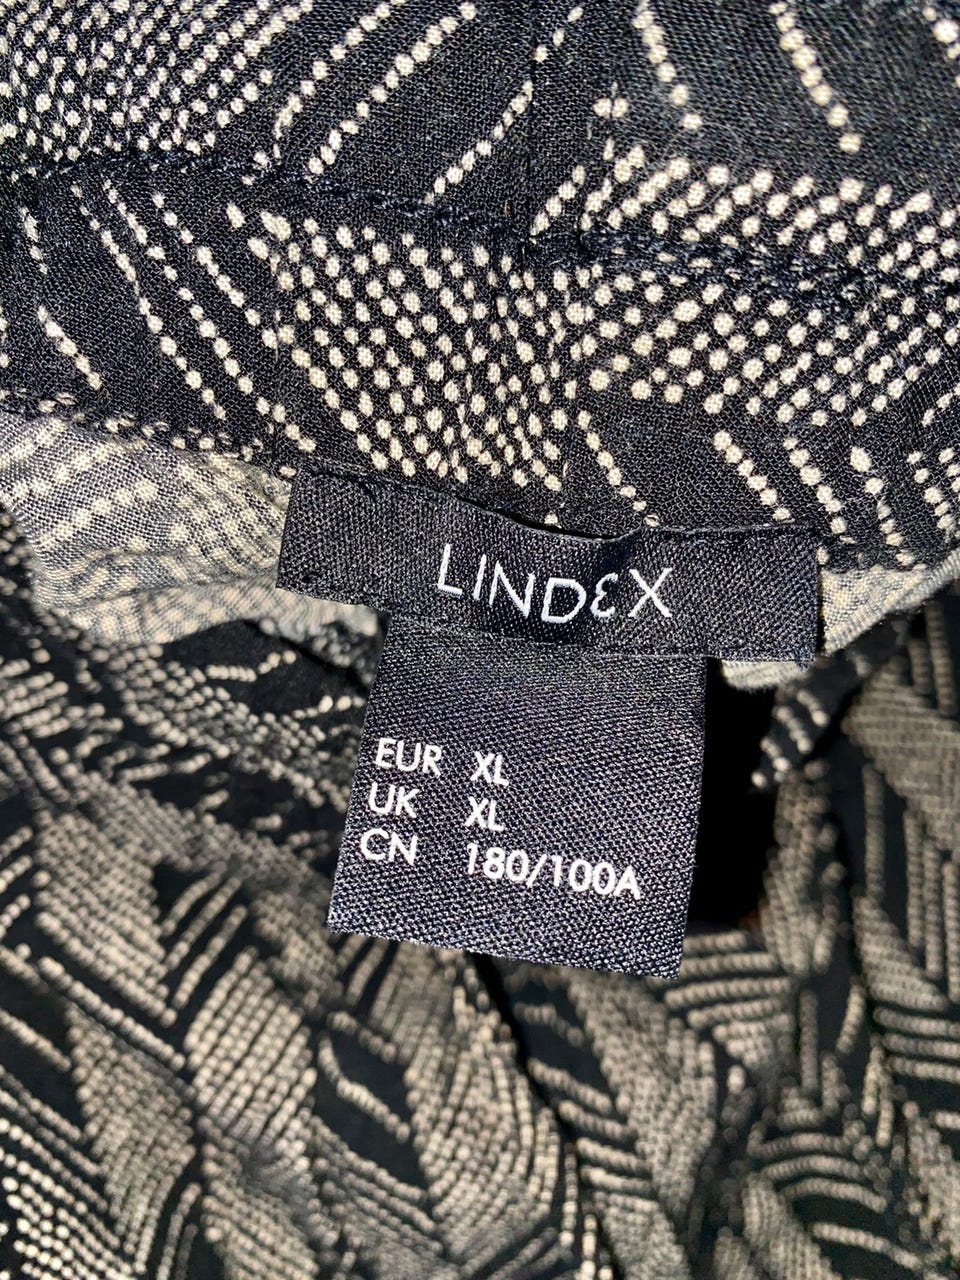 LINDEX
EUR XL
UK XL
CN 180/100A